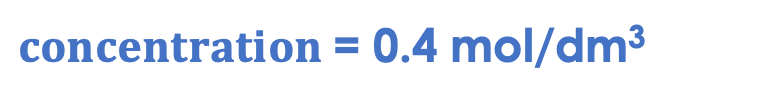 concentration = 0.4 mol/dm³